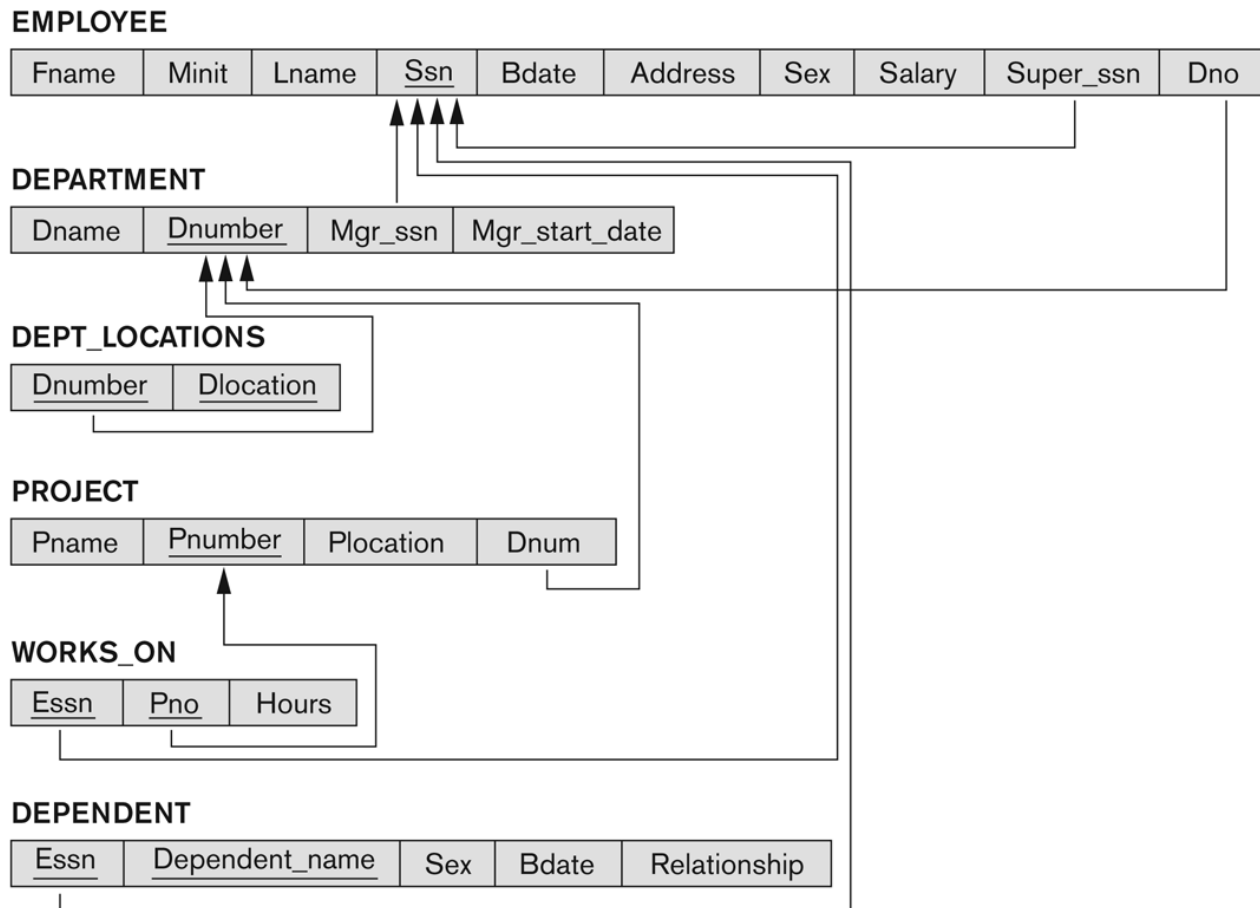 EMPLOYEE
Fname Minit Lname Ssn Bdate Address Sex Salary Super_ssn Dno
DEPARTMENT
Dname Dnumber Mgr_ssn Mgr_start_date
DEPT_LOCATIONS
Dnumber Dlocation
PROJECT
Pname Pnumber Plocation Dnum
WORKS_ON
Essn Pno Hours
DEPENDENT
Essn Dependent_name Sex Bdate Relationship